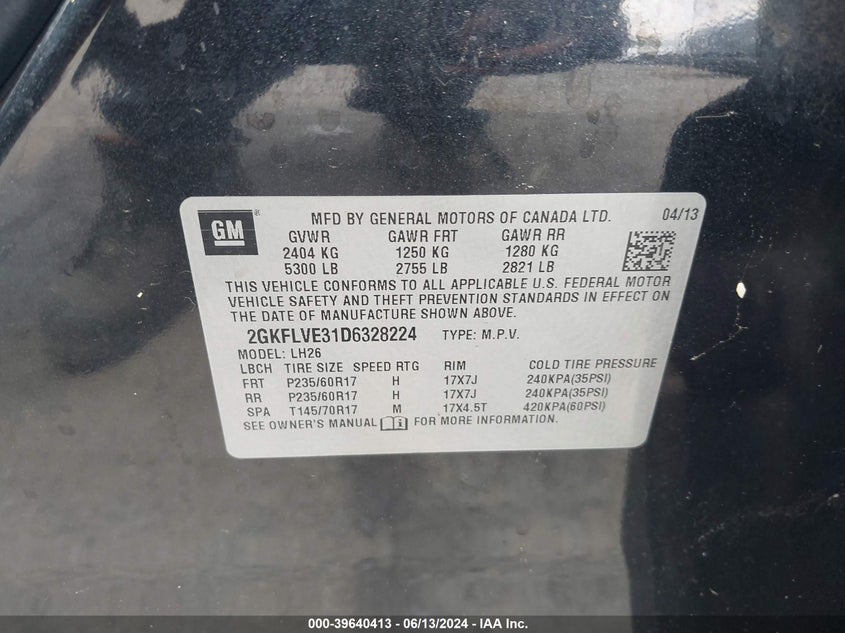 GM
MFD BY GENERAL MOTORS OF CANADA LTD. 04/13
GVWR GAWR FRT GAWR RR
2404 KG 1250 KG 1280 KG
5300 LB 2755 LB 2821 LB
THIS VEHICLE CONFORMS TO ALL APPLICABLE U.S. FEDERAL MOTOR
VEHICLE SAFETY AND THEFT PREVENTION STANDARDS IN EFFECT ON
THE DATE OF MANUFACTURE SHOWN ABOVE.
2GKFLVE31D6328224 TYPE: M.P.V.
MODEL: LH26
LBCH TIRE SIZE SPEED RTG RIM COLD TIRE PRESSURE
FRT P235/60R17 H 17X7J 240KPA(35PSI)
RR P235/60R17 H 17X7J 240KPA(35PSI)
SPA T145/70R17 M 17X4.5T 420KPA(60PSI)
SEE OWNER'S MANUAL FOR MORE INFORMATION.
000-39640413 - 06/13/2024 - IAA Inc.